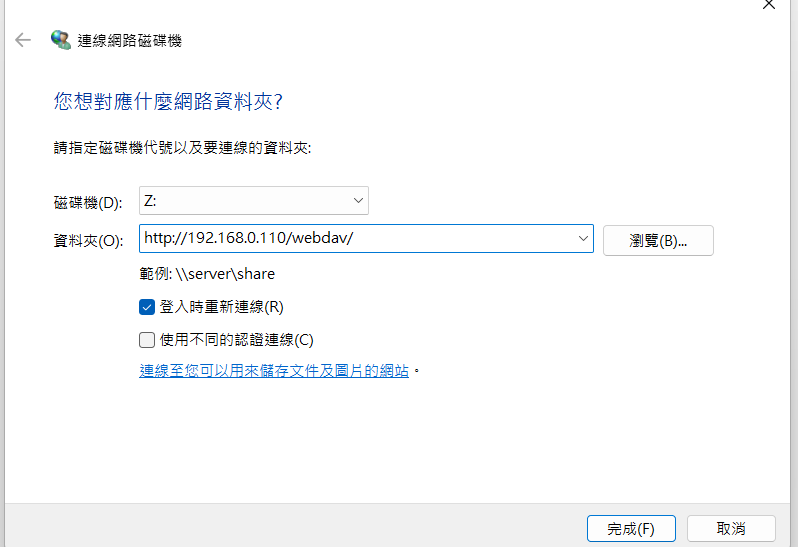 連線網路磁碟機
您想對應什麼網路資料夾?
請指定磁碟機代號以及要連線的資料夾:
磁碟機(D): Z:
資料夾(O): http://192.168.0.110/webdav/ 瀏覽(B)...
範例: \\server\share
登入時重新連線(R)
使用不同的認證連線(C)
連線至您可以用來儲存文件及圖片的網站。
完成(F) 取消